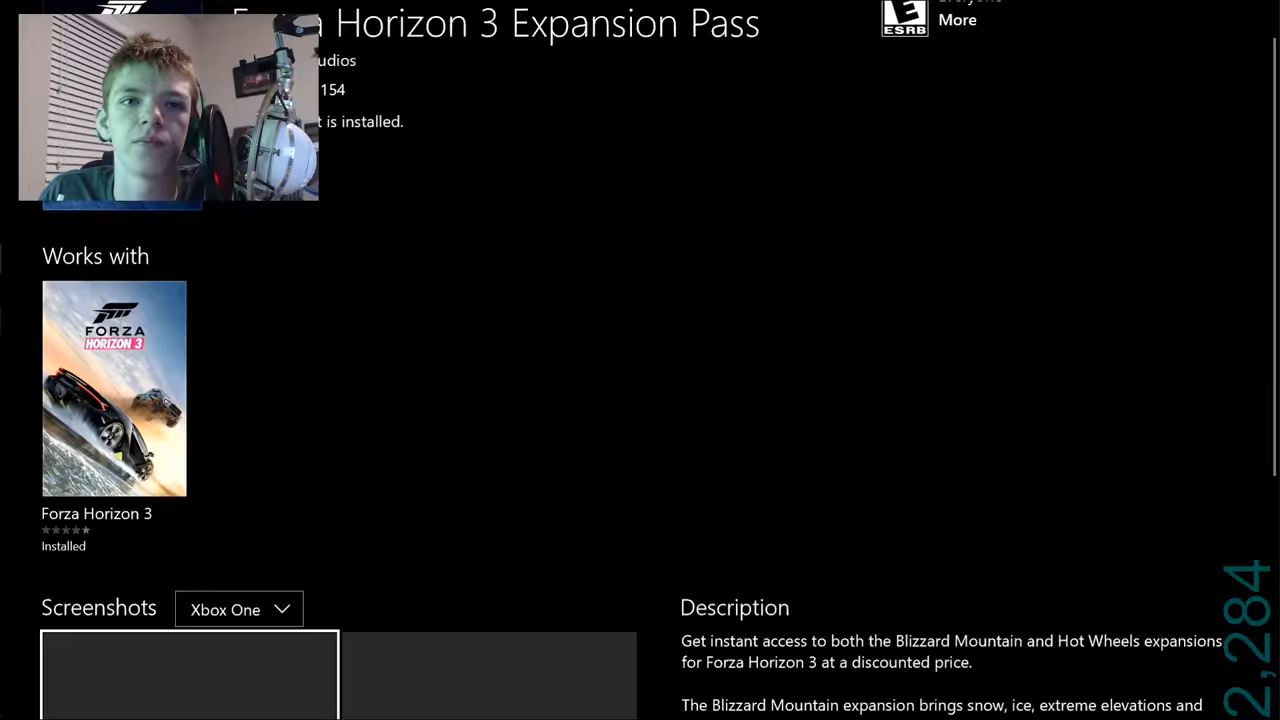 Horizon 3 Expansion Pass
ESRB
More
udios
154
t is installed.
Works with
FORZA
HORIZON 3
Forza Horizon 3
Installed
Screenshots
Xbox One
Description
Get instant access to both the Blizzard Mountain and Hot Wheels expansions
for Forza Horizon 3 at a discounted price.
The Blizzard Mountain expansion brings snow, ice, extreme elevations and
2,284